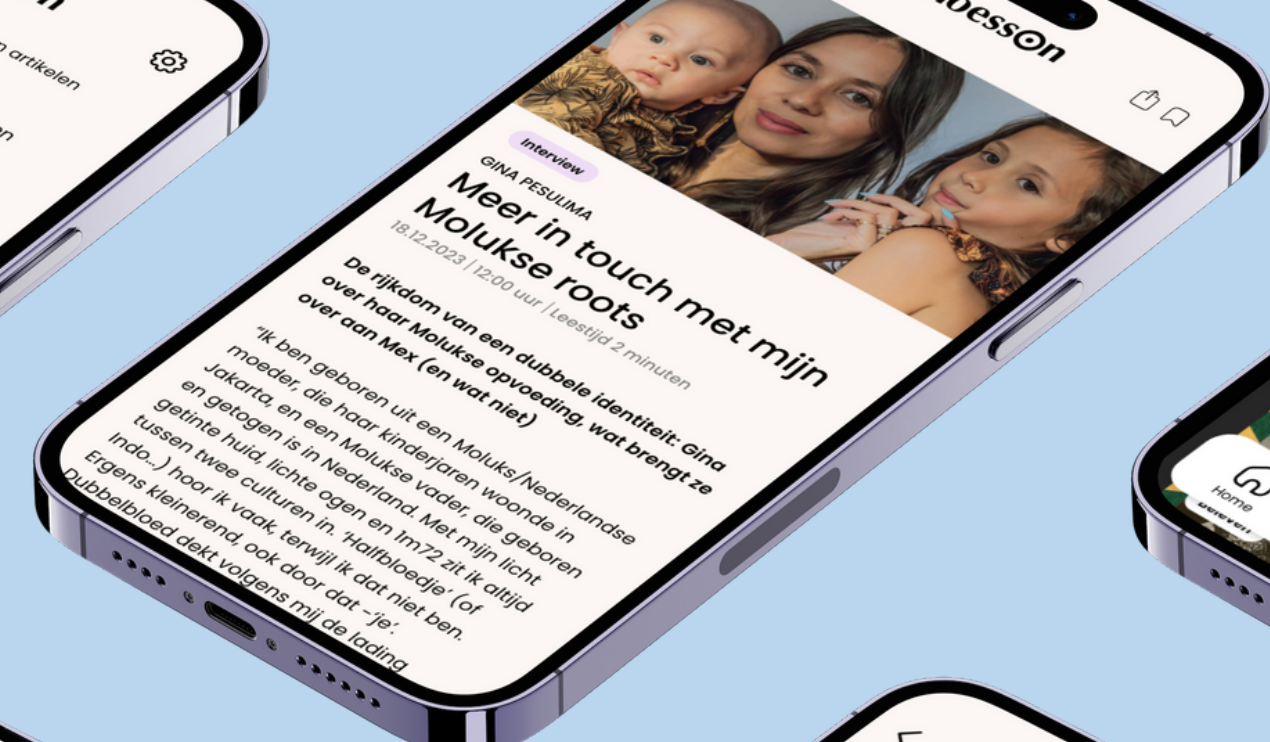 n artikelen
en
Interview
GINA PESULIMA
Meer in touch met mijn
Molukse roots
18.12.2023 | 12:00 uur | Leestijd 2 minuten
De rijkdom van een dubbele identiteit: Gina
over haar Molukse opvoeding, wat brengt ze
over aan Mex (en wat niet)
“Ik ben geboren uit een Moluks/Nederlandse
moeder, die haar kinderjaren woonde in
Jakarta, en een Molukse vader, die geboren
en getogen is in Nederland. Met mijn licht
getinte huid, lichte ogen en 1m72 zit ik altijd
tussen twee culturen in. ‘Halfbloedje’ (of
Indo...) hoor ik vaak, terwijl ik dat niet ben.
Ergens kleinerend, ook door dat -‘je’.
Dubbelbloed dekt volgens mij de lading
Home
Beleven